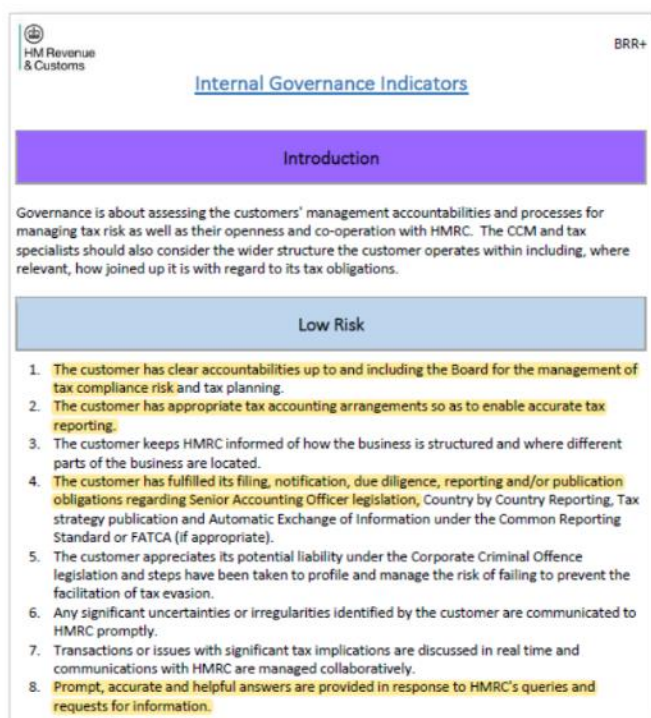 HM Revenue
& Customs
BRR+
Internal Governance Indicators
Introduction
Governance is about assessing the customers' management accountabilities and processes for
managing tax risk as well as their openness and co-operation with HMRC. The CCM and tax
specialists should also consider the wider structure the customer operates within including, where
relevant, how joined up it is with regard to its tax obligations.
Low Risk
1. The customer has clear accountabilities up to and including the Board for the management of
tax compliance risk and tax planning.
2. The customer has appropriate tax accounting arrangements so as to enable accurate tax
reporting.
3. The customer keeps HMRC informed of how the business is structured and where different
parts of the business are located.
4. The customer has fulfilled its filing, notification, due diligence, reporting and/or publication
obligations regarding Senior Accounting Officer legislation, Country by Country Reporting, Tax
strategy publication and Automatic Exchange of Information under the Common Reporting
Standard or FATCA (if appropriate).
5. The customer appreciates its potential liability under the Corporate Criminal Offence
legislation and steps have been taken to profile and manage the risk of failing to prevent the
facilitation of tax evasion.
6. Any significant uncertainties or irregularities identified by the customer are communicated to
HMRC promptly.
7. Transactions or issues with significant tax implications are discussed in real time and
communications with HMRC are managed collaboratively.
8. Prompt, accurate and helpful answers are provided in response to HMRC's queries and
requests for information.